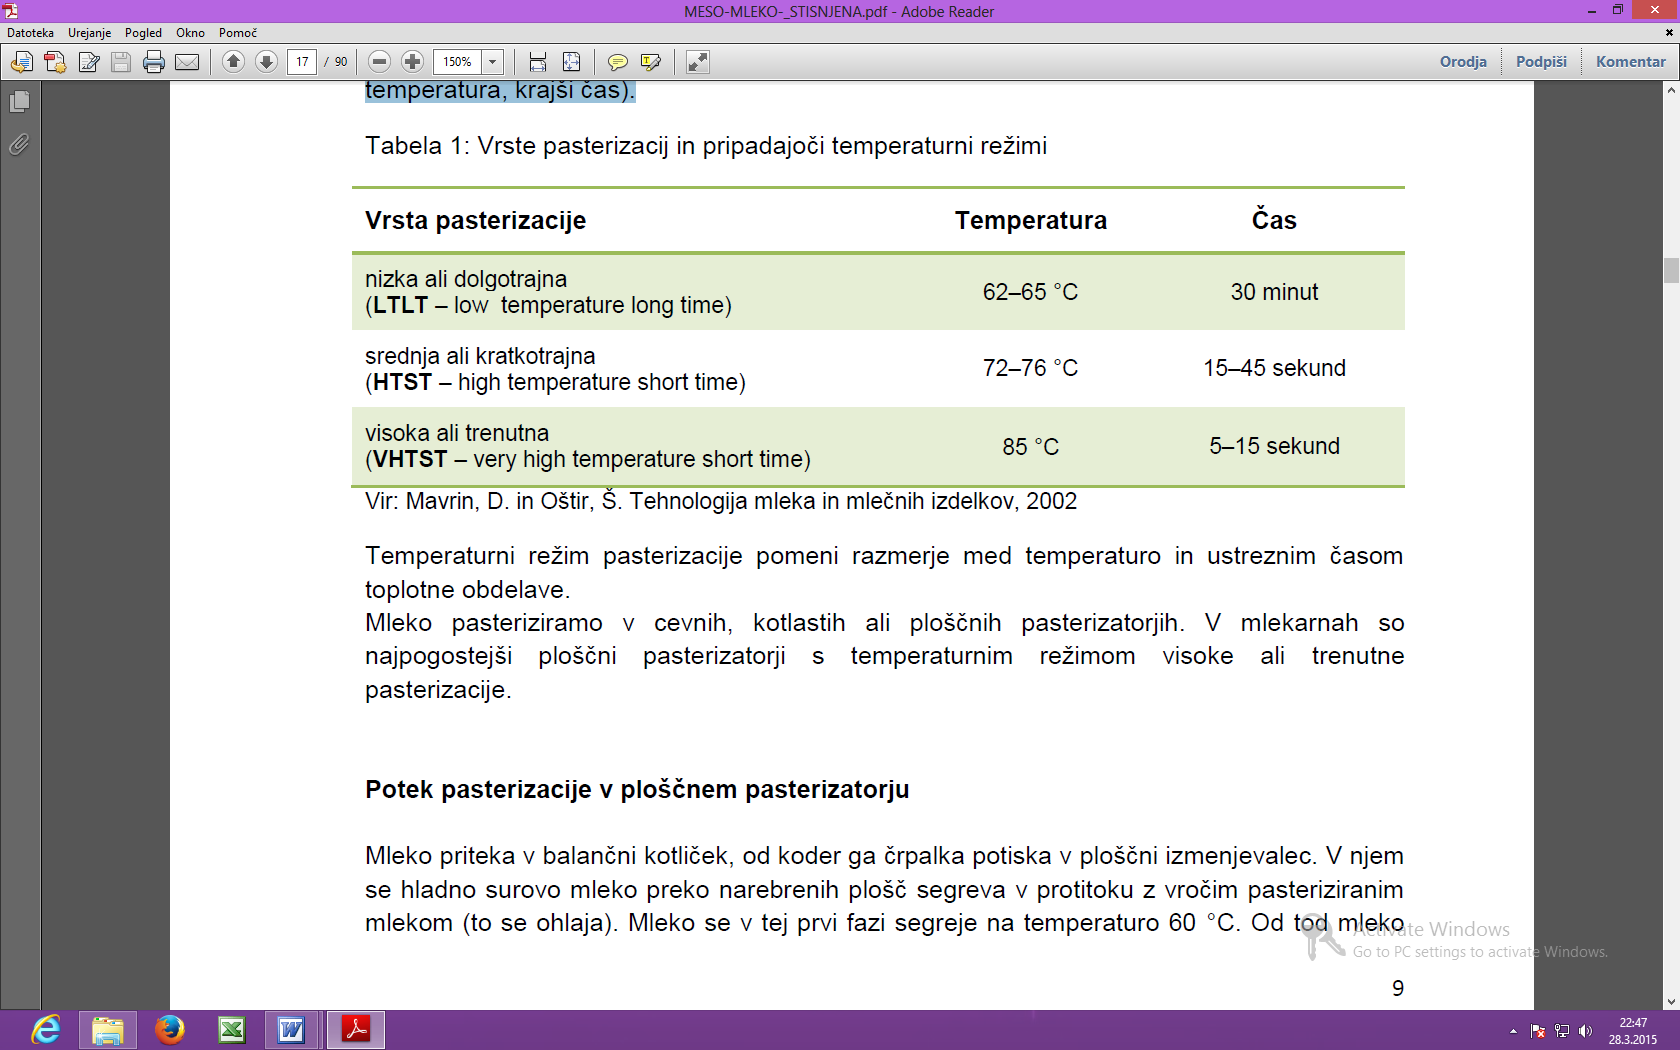 MESO-MLEKO-_STISNJENA.pdf - Adobe Reader
Datoteka Urejanje Pogled Okno Pomoč
17 / 90 150% Orodja Podpiši Komentar
temperatura, krajši čas).
Tabela 1: Vrste pasterizacij in pripadajoči temperaturni režimi
Vrsta pasterizacije Temperatura Čas
nizka ali dolgotrajna
(LTLT – low temperature long time) 62–65 °C 30 minut
srednja ali kratkotrajna
(HTST – high temperature short time) 72–76 °C 15–45 sekund
visoka ali trenutna
(VHTST – very high temperature short time) 85 °C 5–15 sekund
Vir: Mavrin, D. in Oštir, Š. Tehnologija mleka in mlečnih izdelkov, 2002
Temperaturni režim pasterizacije pomeni razmerje med temperaturo in ustreznim časom
toplotne obdelave.
Mleko pasteriziramo v cevnih, kotlastih ali ploščnih pasterizatorjih. V mlekarnah so
najpogostejši ploščni pasterizatorji s temperaturnim režimom visoke ali trenutne
pasterizacije.
Potek pasterizacije v ploščnem pasterizatorju
Mleko priteka v balančni kotliček, od koder ga črpalka potiska v ploščni izmenjevalec. V njem
se hladno surovo mleko preko narebrenih plošč segreva v protitoku z vročim pasteriziranim
mlekom (to se ohlaja). Mleko se v tej prvi fazi segreje na temperaturo 60 °C. Od tod mleko
Activate Windows
Go to PC settings to activate Windows.
9
22:47
28.3.2015